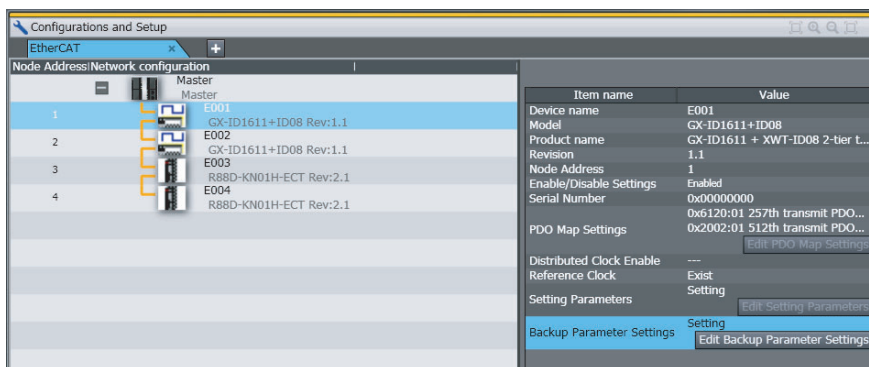 Configurations and Setup
EtherCAT
Node Address|Network configuration
Master
Master
1
E001
GX-ID1611+ID08 Rev:1.1
2
E002
GX-ID1611+ID08 Rev:1.1
3
E003
R88D-KN01H-ECT Rev:2.1
4
E004
R88D-KN01H-ECT Rev:2.1
Item name Value
Device name E001
Model GX-ID1611+ID08
Product name GX-ID1611 + XWT-ID08 2-tier t...
Revision 1.1
Node Address 1
Enable/Disable Settings Enabled
Serial Number 0x00000000
PDO Map Settings
0x6120:01 257th transmit PDO...
0x2002:01 512th transmit PDO...
Edit PDO Map Settings
Distributed Clock Enable ---
Reference Clock Exist
Setting Parameters
Setting
Edit Setting Parameters
Backup Parameter Settings
Setting
Edit Backup Parameter Settings